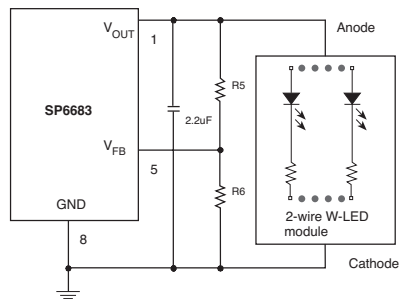 VOUT
1
Anode
R5
SP6683
2.2uF
VFB
5
R6
GND
8
2-wire W-LED
module
Cathode